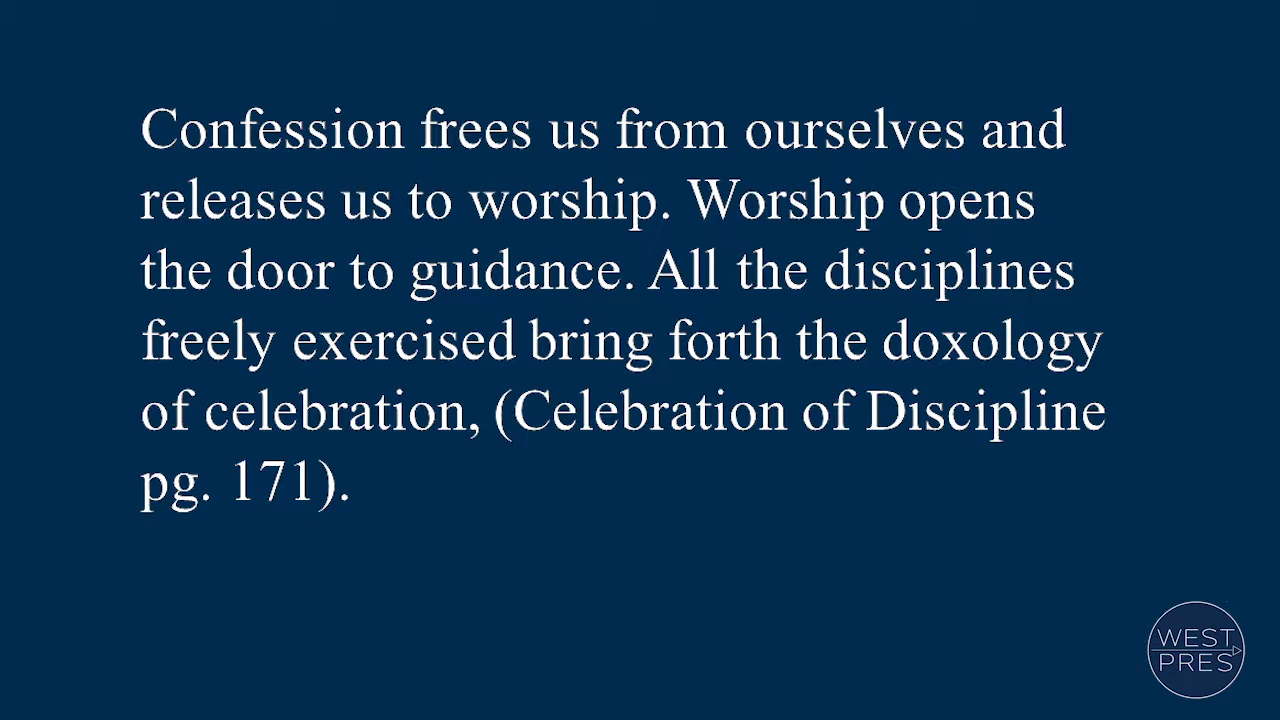 Confession frees us from ourselves and
releases us to worship. Worship opens
the door to guidance. All the disciplines
freely exercised bring forth the doxology
of celebration, (Celebration of Discipline
pg. 171).
WEST
PRES